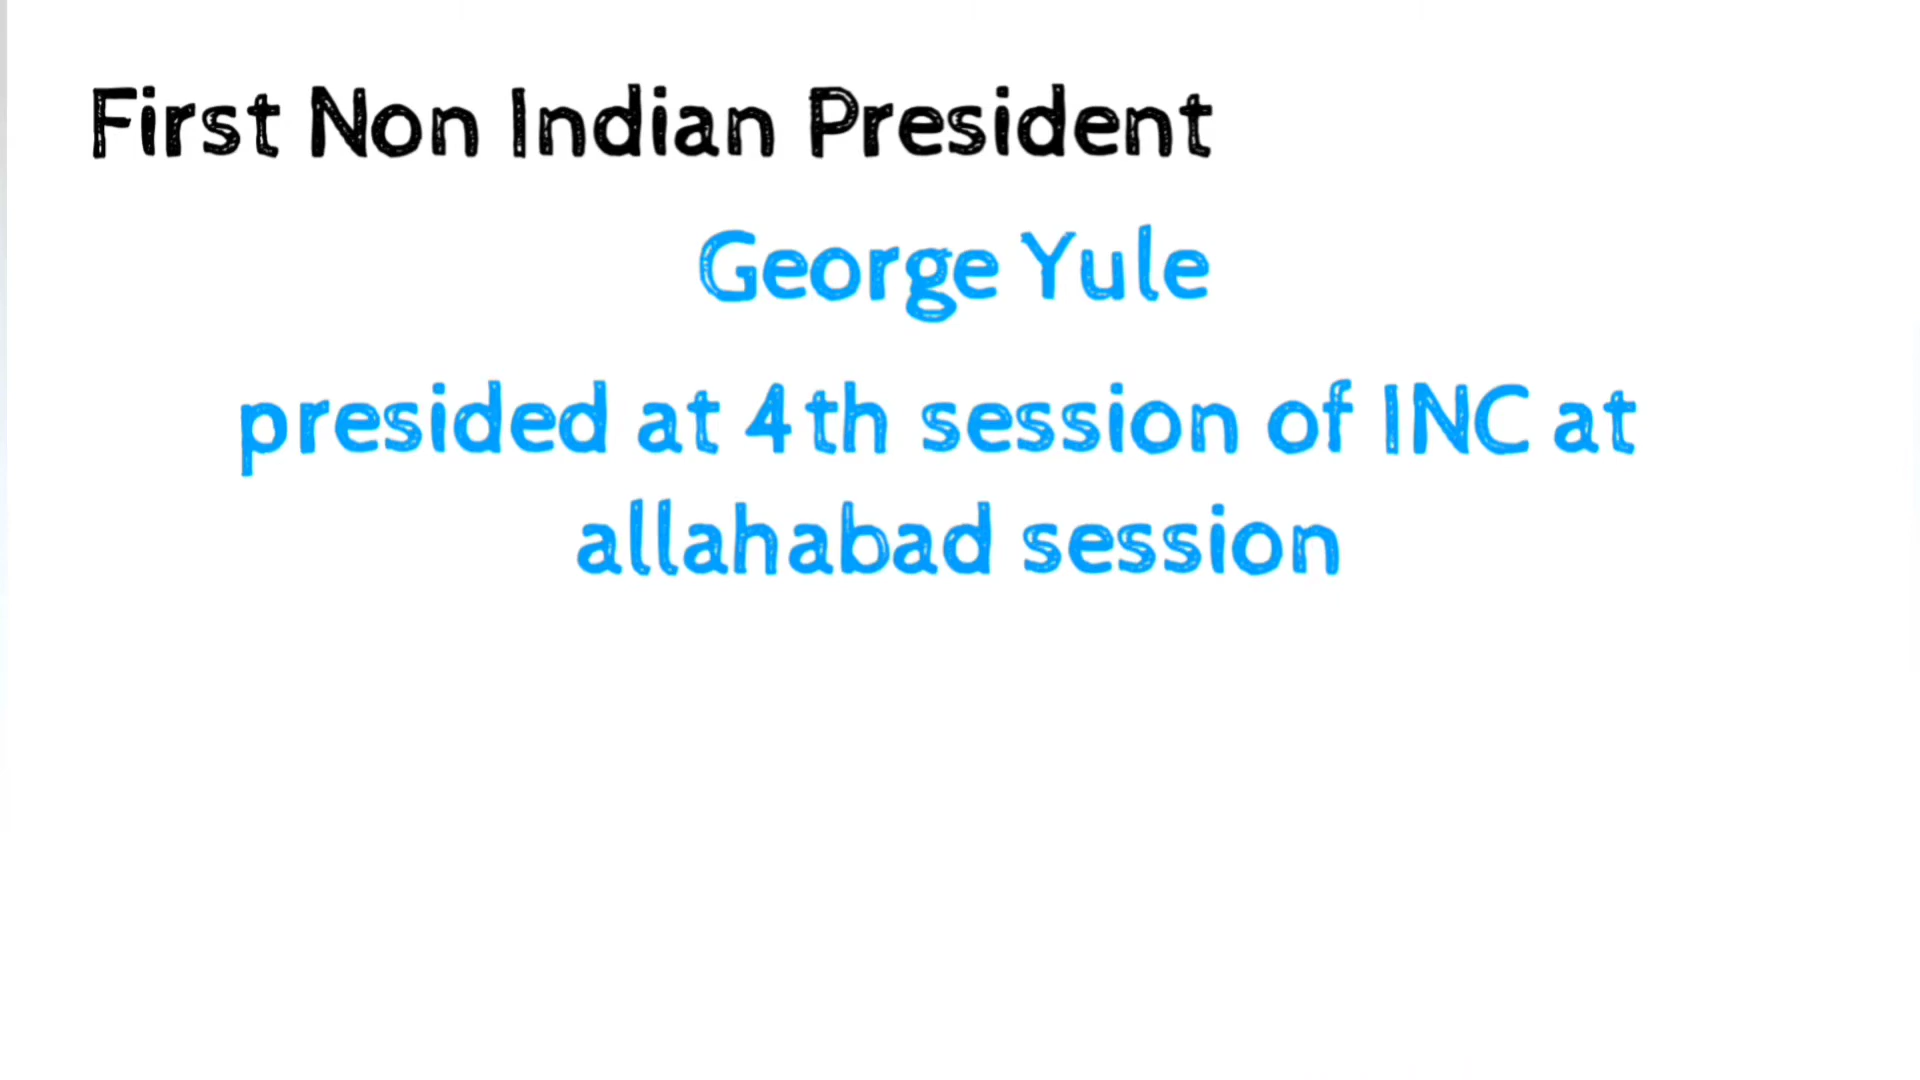 First Non Indian President
George Yule
presided at 4th session of INC at
allahabad session